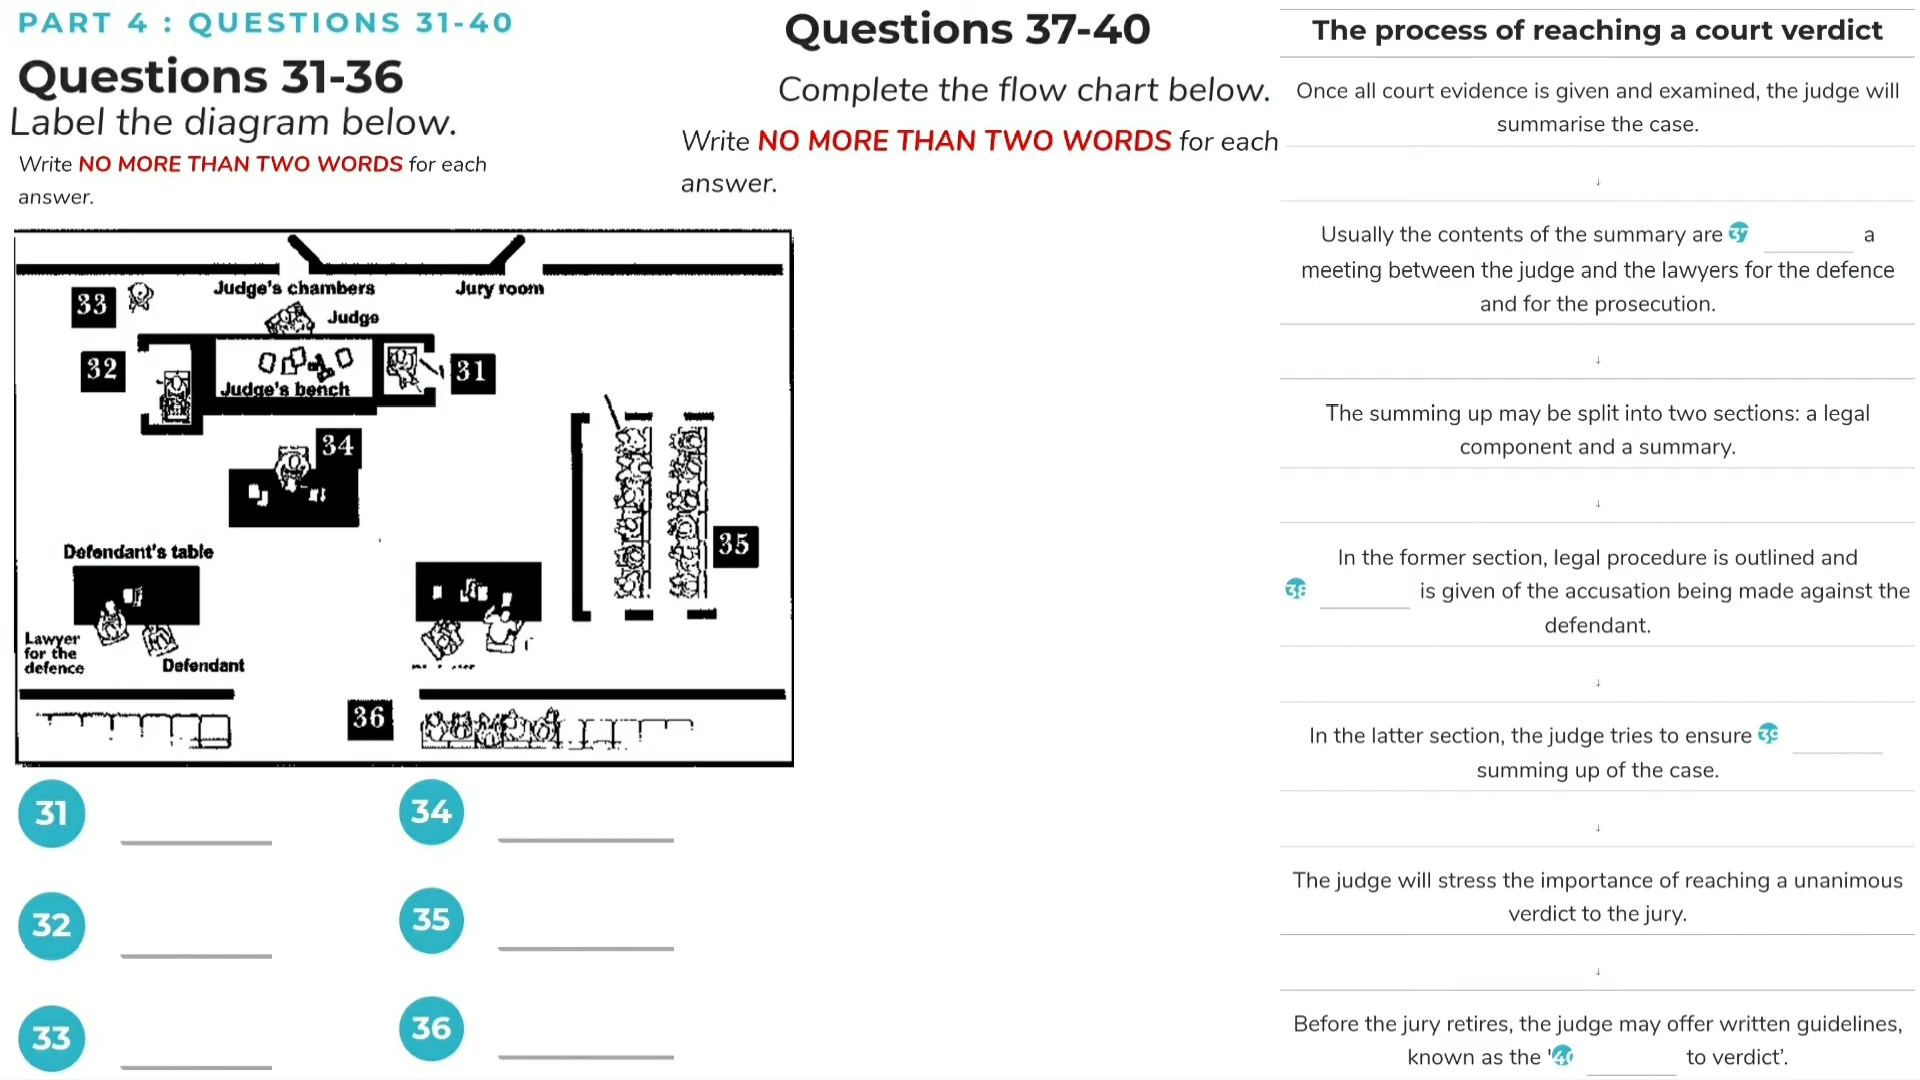 PART 4 : QUESTIONS 31-40
Questions 31-36
Label the diagram below.
Write NO MORE THAN TWO WORDS for each
answer.
33
Judge's chambers
Jury room
Judge
32
31
Judge's bench
34
35
Defendant's table
Lawyer
for the
defence
Defendant
36
31
34
32
35
33
36
Questions 37-40
Complete the flow chart below.
Write NO MORE THAN TWO WORDS for each
answer.
The process of reaching a court verdict
Once all court evidence is given and examined, the judge will
summarise the case.
↓
Usually the contents of the summary are 37 ________ a
meeting between the judge and the lawyers for the defence
and for the prosecution.
↓
The summing up may be split into two sections: a legal
component and a summary.
↓
In the former section, legal procedure is outlined and
38 ________ is given of the accusation being made against the
defendant.
↓
In the latter section, the judge tries to ensure 39 ________
summing up of the case.
↓
The judge will stress the importance of reaching a unanimous
verdict to the jury.
↓
Before the jury retires, the judge may offer written guidelines,
known as the '40 ________ to verdict’.